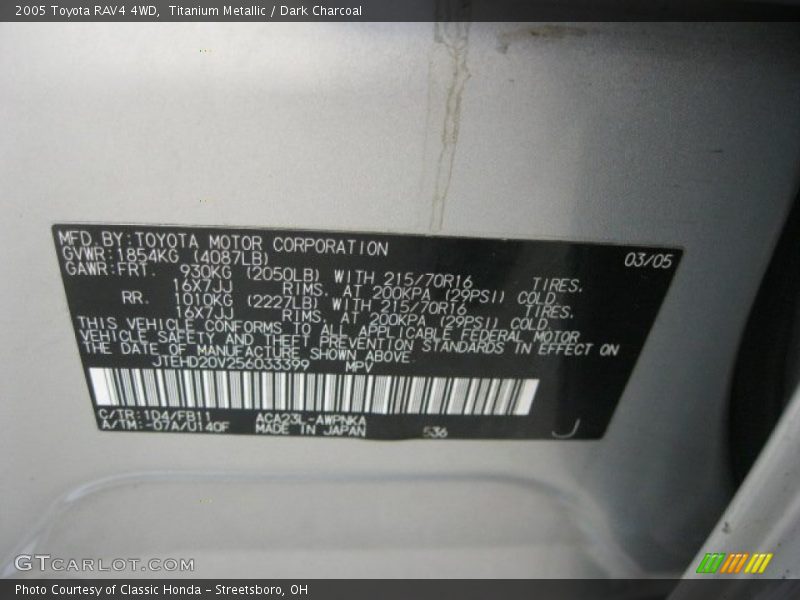 2005 Toyota RAV4 4WD,  Titanium Metallic / Dark Charcoal
MFD. BY: TOYOTA MOTOR CORPORATION 03/05
GVWR: 1854KG (4087LB)
GAWR: FRT. 930KG (2050LB) WITH 215/70R16 TIRES.
16X7JJ RIMS. AT 200KPA (29PSI) COLD
RR. 1010KG (2227LB) WITH 215/70R16 TIRES.
16X7JJ RIMS. AT 200KPA (29PSI) COLD.
THIS VEHICLE CONFORMS TO ALL APPLICABLE FEDERAL MOTOR
VEHICLE SAFETY AND THEFT PREVENTION STANDARDS IN EFFECT ON
THE DATE OF MANUFACTURE SHOWN ABOVE.
JTEHD20V256033399 MPV
C/TR: 1D4/FB11 ACA23L-AWPNKA
A/TM: -07A/U140F MADE IN JAPAN 536 J
GTCARLOT.COM
Photo Courtesy of Classic Honda - Streetsboro, OH